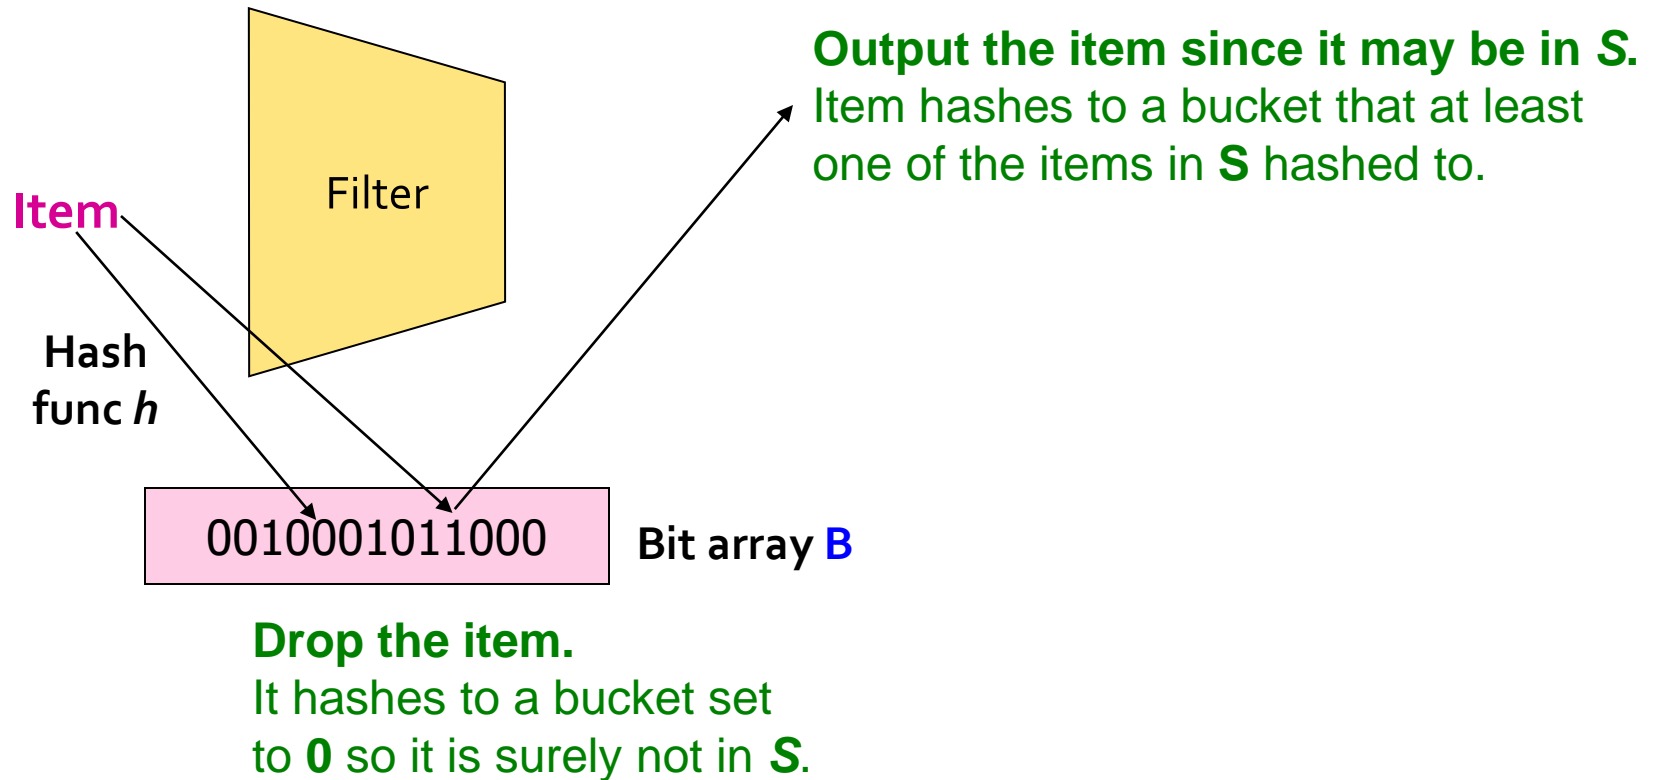 Output the item since it may be in S.
Item hashes to a bucket that at least
one of the items in S hashed to.
Filter
Item
Hash
func h
0010001011000
Bit array B
Drop the item.
It hashes to a bucket set
to 0 so it is surely not in S.